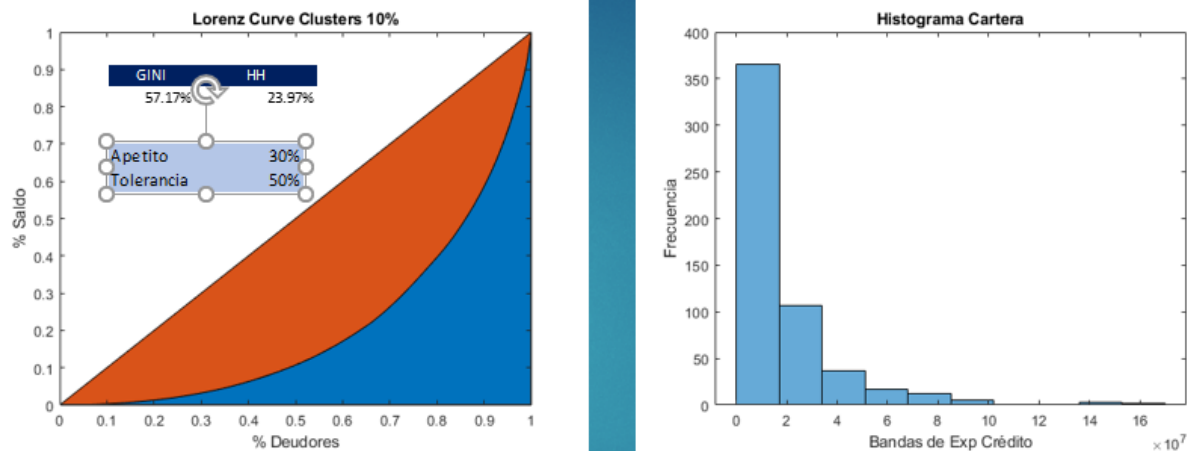 Lorenz Curve Clusters 10%
GINI HH
57.17% 23.97%
Apetito 30%
Tolerancia 50%
% Saldo
1
0.9
0.8
0.7
0.6
0.5
0.4
0.3
0.2
0.1
0
0 0.1 0.2 0.3 0.4 0.5 0.6 0.7 0.8 0.9 1
% Deudores
Histograma Cartera
Frecuencia
400
350
300
250
200
150
100
50
0
0 2 4 6 8 10 12 14 16
Bandas de Exp Crédito
×10^7